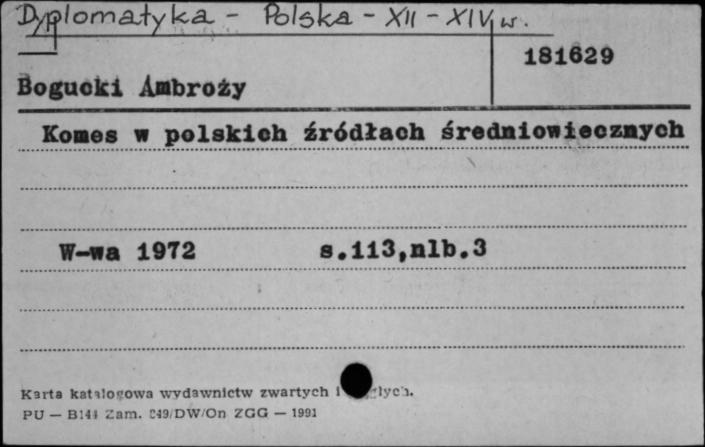 Dyplomatyka - Polska - XII - XIV w.
181629
Bogucki Ambroży
Komes w polskich źródłach średniowiecznych
W-wa 1972 s.113,nlb.3
Karta katalogowa wydawnictw zwartych i
PU — B144 Zam. 249/DW/On ZGG — 1991